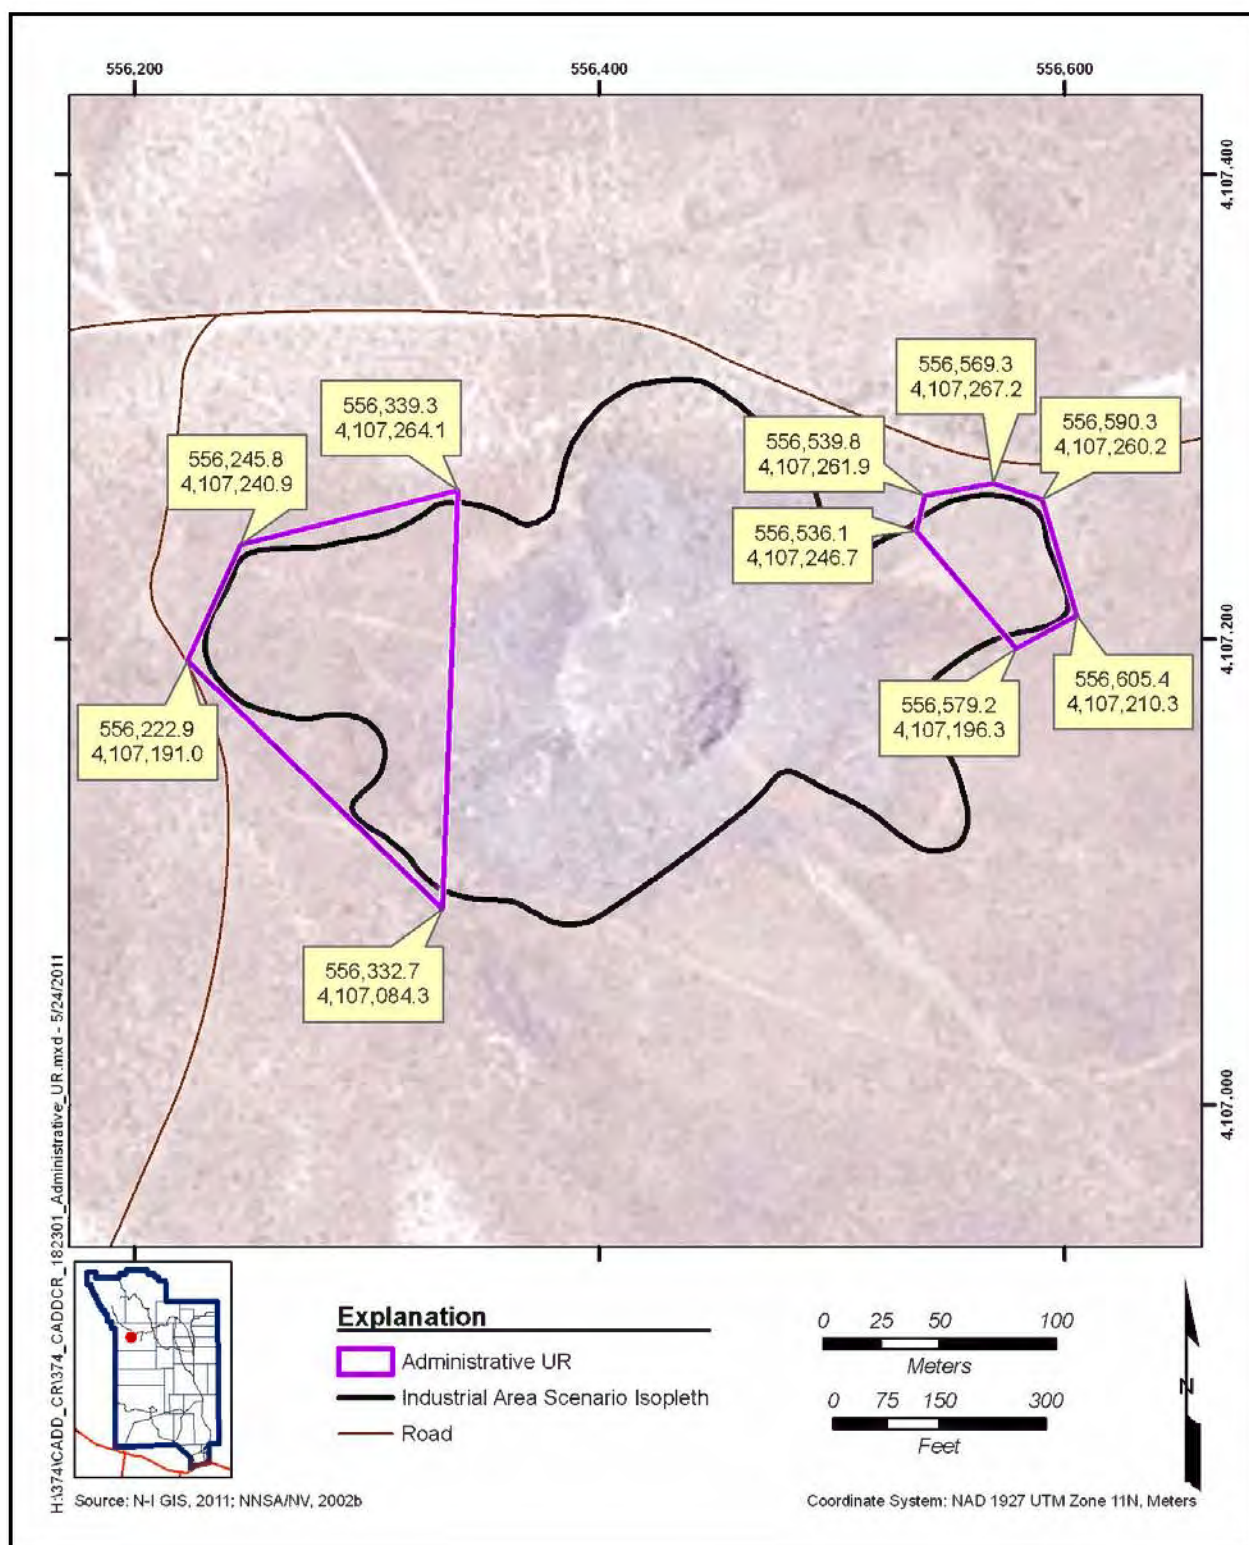 556,200
556,400
556,600
4,107,400
556,569.3
4,107,267.2
556,339.3
4,107,264.1
556,590.3
4,107,260.2
556,539.8
4,107,261.9
556,245.8
4,107,240.9
556,536.1
4,107,246.7
4,107,200
556,605.4
4,107,210.3
556,579.2
4,107,196.3
556,222.9
4,107,191.0
556,332.7
4,107,084.3
4,107,000
H:\374\CADD_CR\374_CADDCR_182301_Administrative_UR.mxd - 5/24/2011
Explanation
Administrative UR
Industrial Area Scenario Isopleth
Road
0 25 50 100
Meters
0 75 150 300
Feet
N
Source: N-I GIS, 2011; NNSA/NV, 2002b
Coordinate System: NAD 1927 UTM Zone 11N, Meters